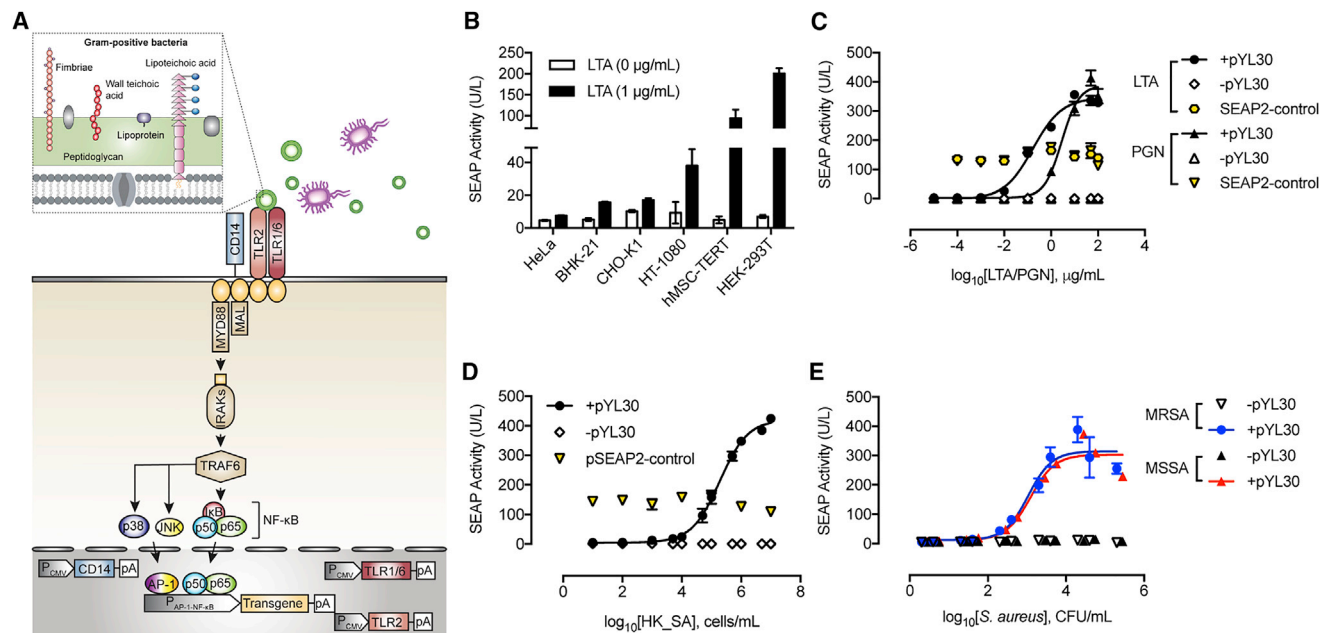 A
Gram-positive bacteria
Fimbriae
Lipoteichoic acid
Wall teichoic
acid
Lipoprotein
Peptidoglycan
CD14
TLR2
TLR1/6
MYD88
MAL
IRAKs
TRAF6
p38
JNK
IκB
p50
p65
NF-κB
PCMV CD14 pA
AP-1
p50
p65
PCMV TLR1/6 pA
PAP-1-NF-κB Transgene pA
PCMV TLR2 pA
B
SEAP Activity (U/L)
250
200
150
100
50
40
20
0
LTA (0 µg/mL)
LTA (1 µg/mL)
HeLa
BHK-21
CHO-K1
HT-1080
hMSC-TERT
HEK-293T
C
SEAP Activity (U/L)
500
400
300
200
100
0
-6 -4 -2 0 2 4
log10[LTA/PGN], µg/mL
LTA
+pYL30
-pYL30
SEAP2-control
PGN
+pYL30
-pYL30
SEAP2-control
D
SEAP Activity (U/L)
500
400
300
200
100
0
+pYL30
-pYL30
pSEAP2-control
0 2 4 6 8
log10[HK_SA], cells/mL
E
SEAP Activity (U/L)
500
400
300
200
100
0
0 2 4 6
log10[S. aureus], CFU/mL
MRSA
-pYL30
+pYL30
MSSA
-pYL30
+pYL30